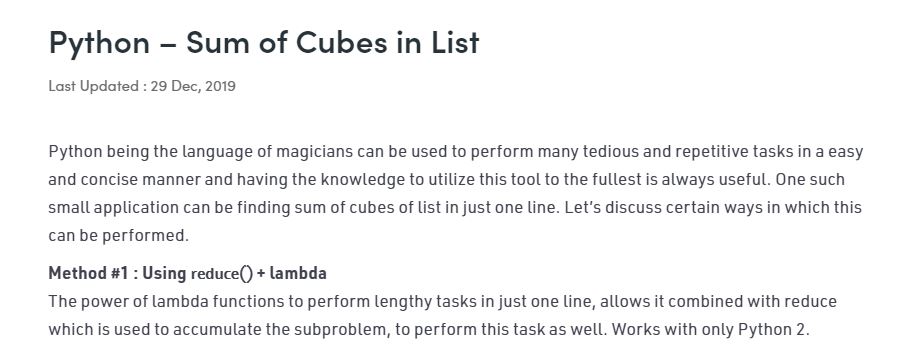 Python – Sum of Cubes in List
Last Updated : 29 Dec, 2019
Python being the language of magicians can be used to perform many tedious and repetitive tasks in a easy
and concise manner and having the knowledge to utilize this tool to the fullest is always useful. One such
small application can be finding sum of cubes of list in just one line. Let’s discuss certain ways in which this
can be performed.
Method #1 : Using reduce() + lambda
The power of lambda functions to perform lengthy tasks in just one line, allows it combined with reduce
which is used to accumulate the subproblem, to perform this task as well. Works with only Python 2.